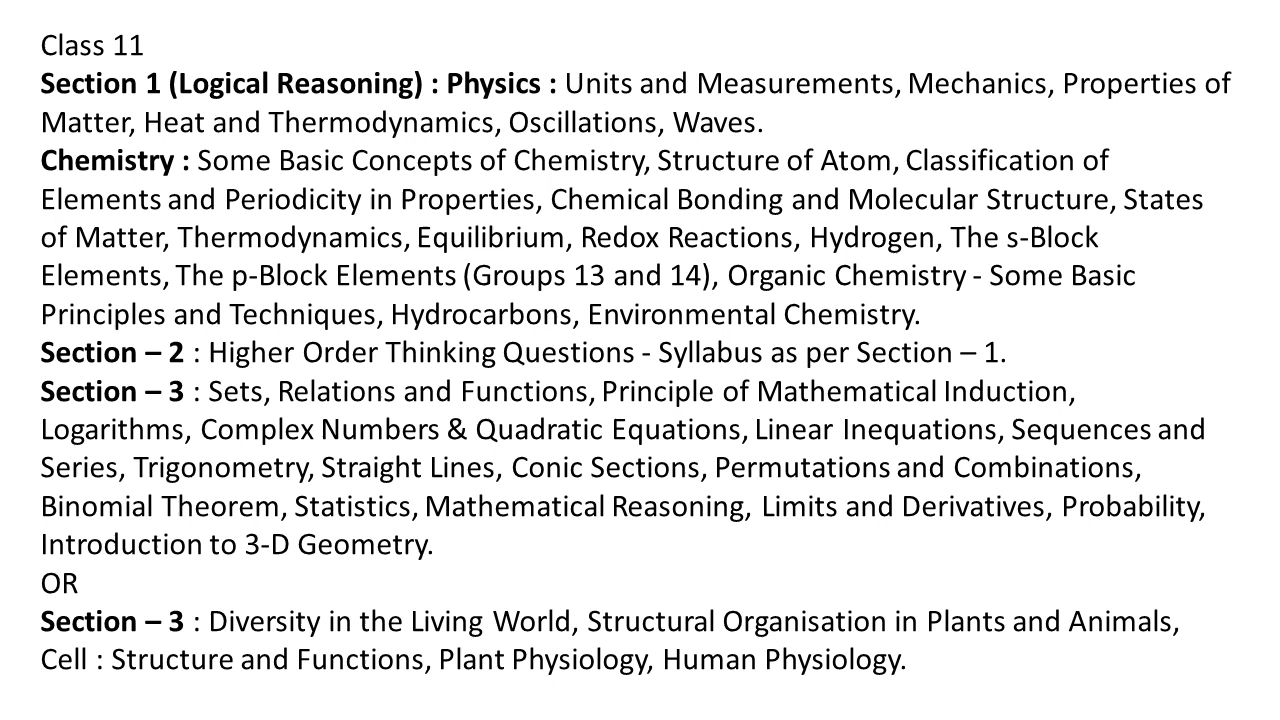 Class 11
Section 1 (Logical Reasoning) : Physics : Units and Measurements, Mechanics, Properties of
Matter, Heat and Thermodynamics, Oscillations, Waves.
Chemistry : Some Basic Concepts of Chemistry, Structure of Atom, Classification of
Elements and Periodicity in Properties, Chemical Bonding and Molecular Structure, States
of Matter, Thermodynamics, Equilibrium, Redox Reactions, Hydrogen, The s-Block
Elements, The p-Block Elements (Groups 13 and 14), Organic Chemistry - Some Basic
Principles and Techniques, Hydrocarbons, Environmental Chemistry.
Section – 2 : Higher Order Thinking Questions - Syllabus as per Section – 1.
Section – 3 : Sets, Relations and Functions, Principle of Mathematical Induction,
Logarithms, Complex Numbers & Quadratic Equations, Linear Inequations, Sequences and
Series, Trigonometry, Straight Lines, Conic Sections, Permutations and Combinations,
Binomial Theorem, Statistics, Mathematical Reasoning, Limits and Derivatives, Probability,
Introduction to 3-D Geometry.
OR
Section – 3 : Diversity in the Living World, Structural Organisation in Plants and Animals,
Cell : Structure and Functions, Plant Physiology, Human Physiology.